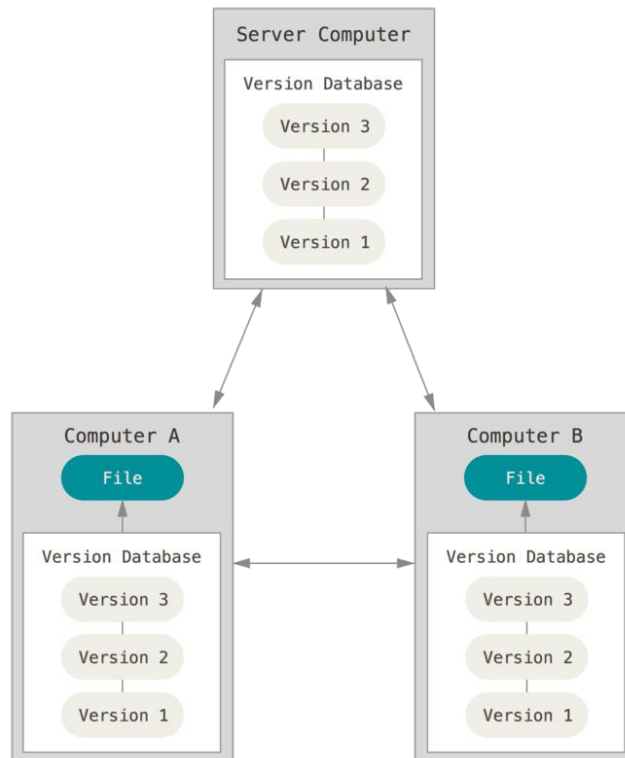 Server Computer
Version Database
Version 3
Version 2
Version 1
Computer A
File
Version Database
Version 3
Version 2
Version 1
Computer B
File
Version Database
Version 3
Version 2
Version 1